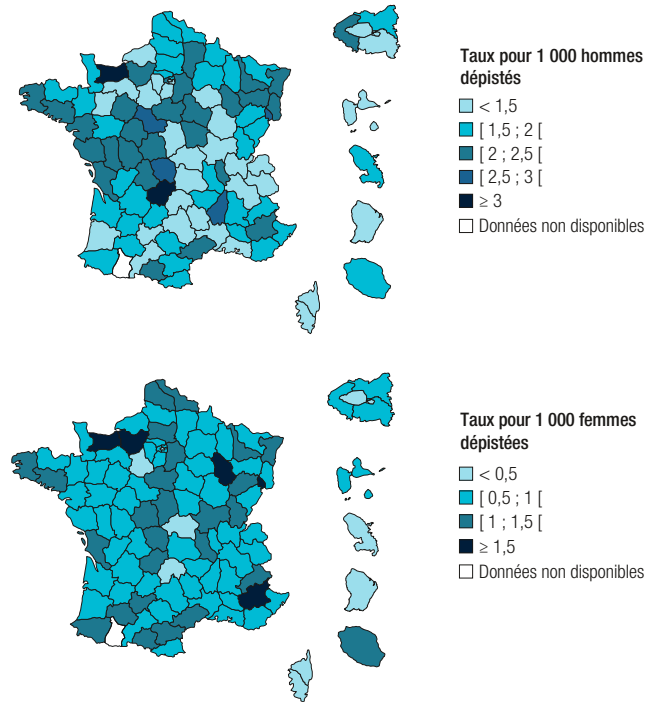 Taux pour 1 000 hommes
dépistés
< 1,5
[ 1,5 ; 2 [
[ 2 ; 2,5 [
[ 2,5 ; 3 [
≥ 3
Données non disponibles
Taux pour 1 000 femmes
dépistées
< 0,5
[ 0,5 ; 1 [
[ 1 ; 1,5 [
≥ 1,5
Données non disponibles